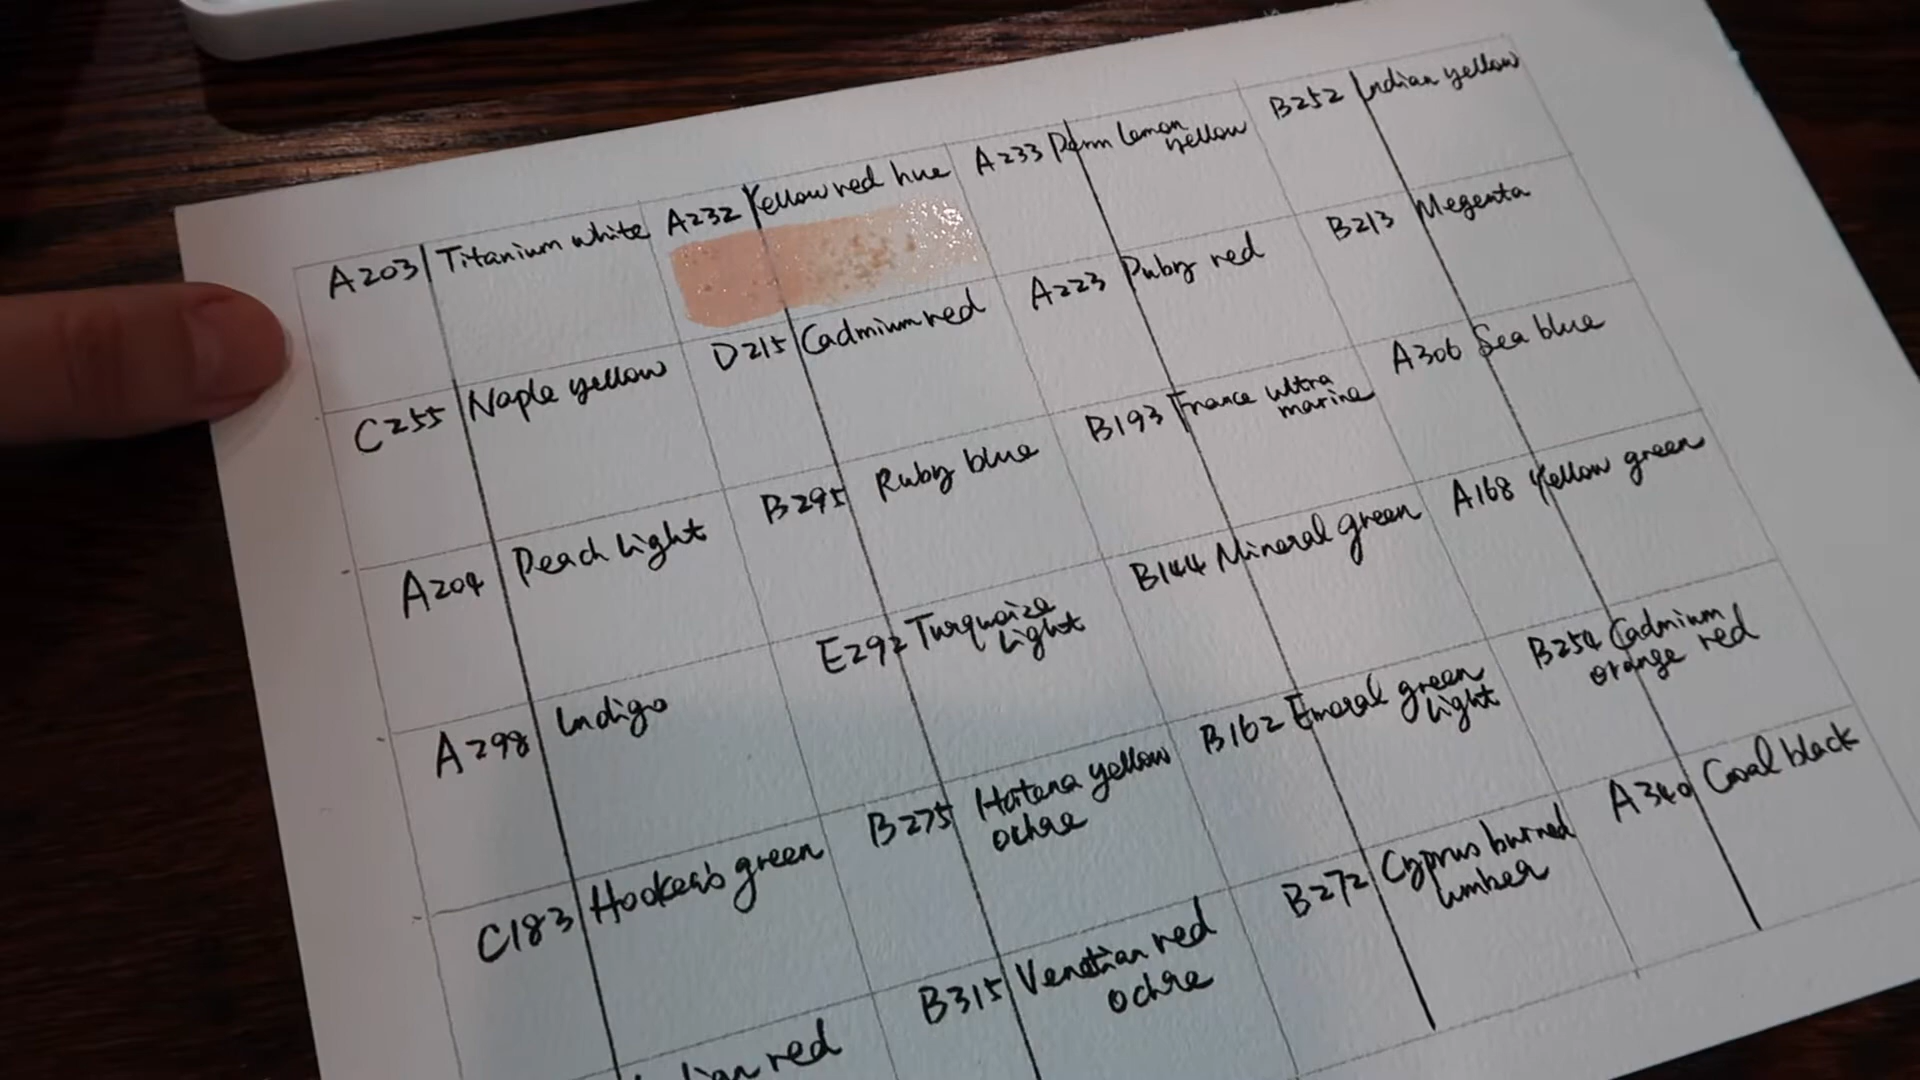 A203 Titanium white
A232 Yellow red hue
A233 Perm lemon
yellow
B252 Indian yellow
C255 Naple yellow
D215 Cadmium red
A223 Ruby red
B213 Megenta
A204 Peach light
B295 Ruby blue
B193 France ultra
marine
A306 Sea blue
A298 Indigo
E292 Turquoize
light
B144 Mineral green
A168 Yellow green
C183 Hooker's green
B275 Haitena yellow
ochre
B162 Emeral green
light
B254 Cadmium
orange red
red
B315 Venetian red
ochre
B272 Cyprus burned
umber
A340 Coal black